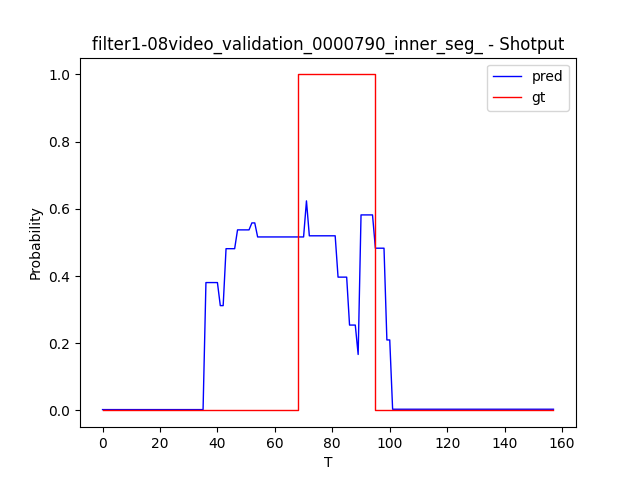 filter1-08video_validation_0000790_inner_seg_ - Shotput
pred
gt
1.0
0.8
0.6
0.4
0.2
0.0
Probability
0 20 40 60 80 100 120 140 160
T